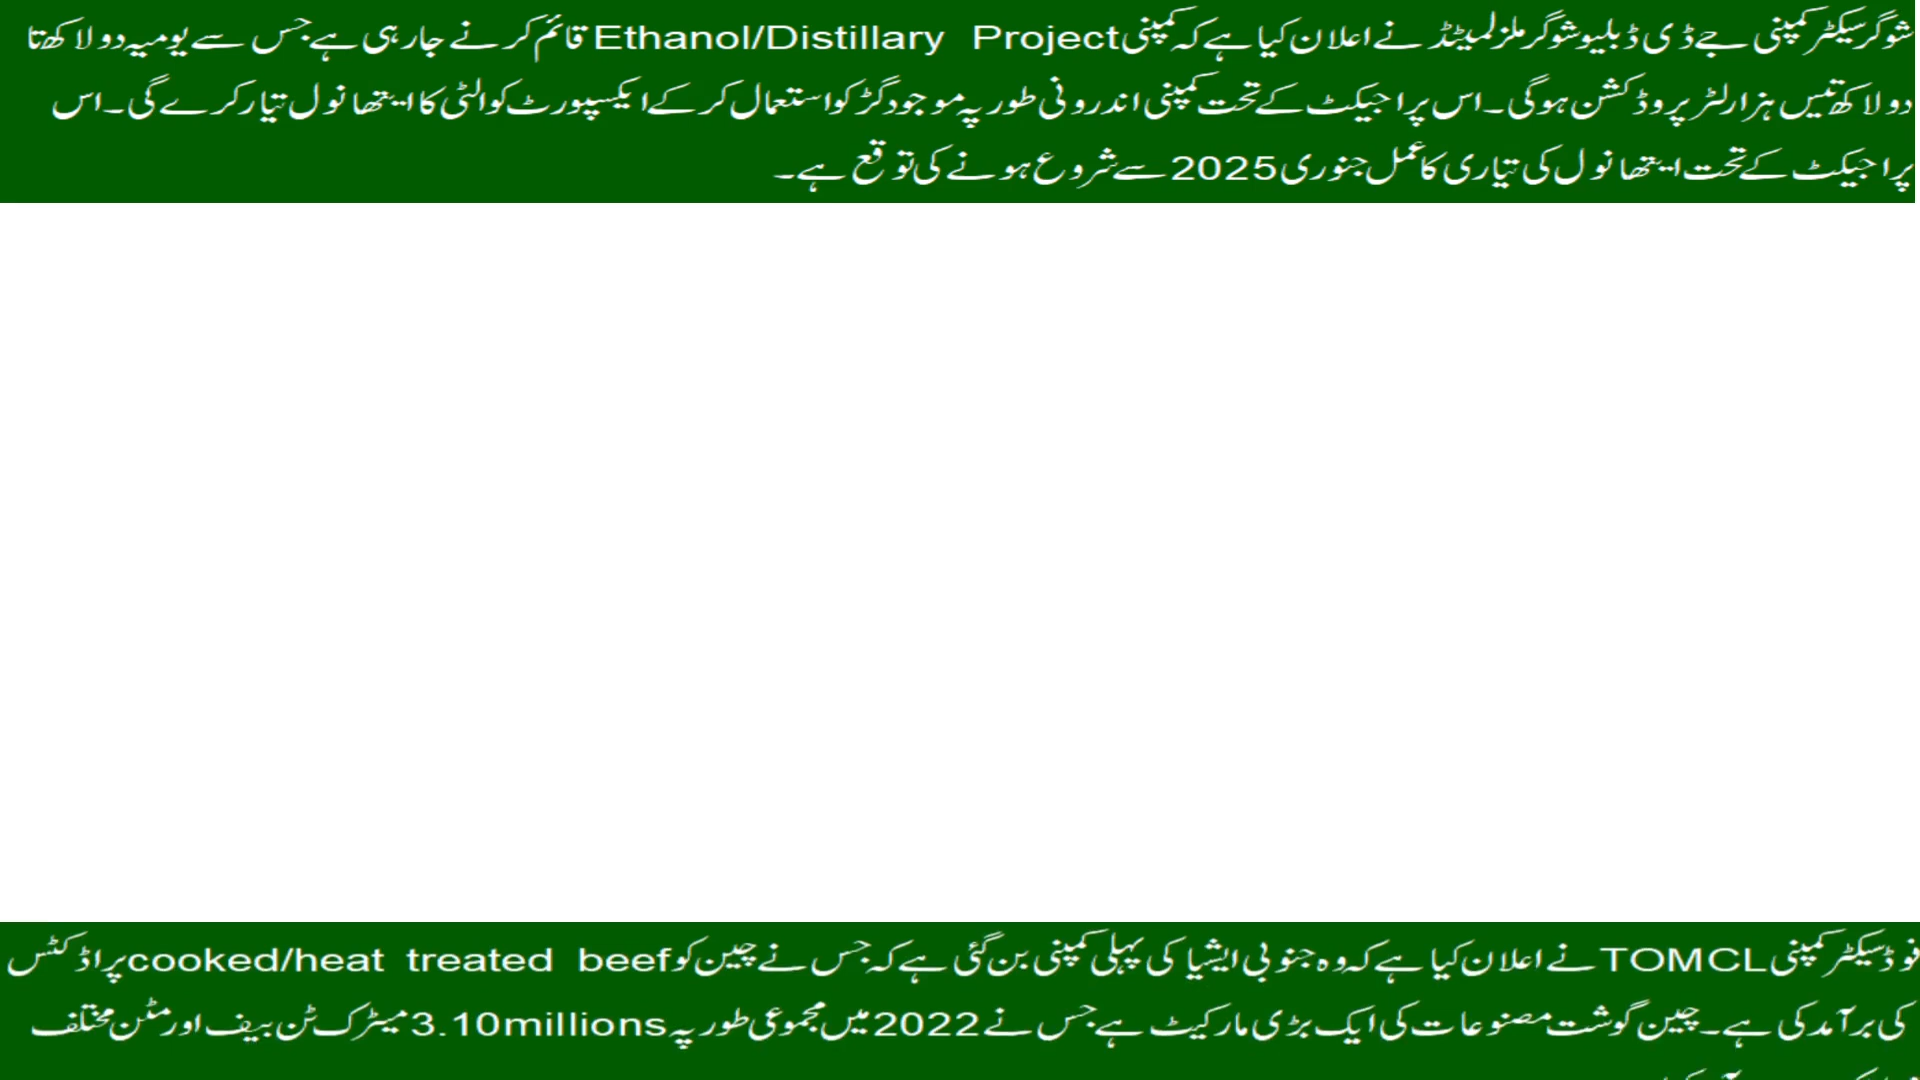 شوگر سیکٹر کمپنی جے ڈی ڈبلیو شوگر ملز لمیٹڈ نے اعلان کیا ہے کہ کمپنی Ethanol/Distillary Project قائم کرنے جارہی ہے جس سے یومیہ دو لاکھ تا
دو لاکھ تیس ہزار لٹر پروڈکشن ہوگی۔اس پراجیکٹ کے تحت کمپنی اندرونی طور پہ موجود گڑ کو استعمال کر کے ایکسپورٹ کوالٹی کا ایتھانول تیار کرے گی۔اس
پراجیکٹ کے تحت ایتھانول کی تیاری کا عمل جنوری 2025 سے شروع ہونے کی توقع ہے۔
فوڈ سیکٹر کمپنی TOMCL نے اعلان کیا ہے کہ وہ جنوبی ایشیا کی پہلی کمپنی بن گئی ہے کہ جس نے چین کو cooked/heat treated beef پراڈکٹس
کی برآمد کی ہے۔چین گوشت مصنوعات کی ایک بڑی مارکیٹ ہے جس نے 2022 میں مجموعی طور پہ 3.10millions میٹرک ٹن بیف اور مٹن مختلف